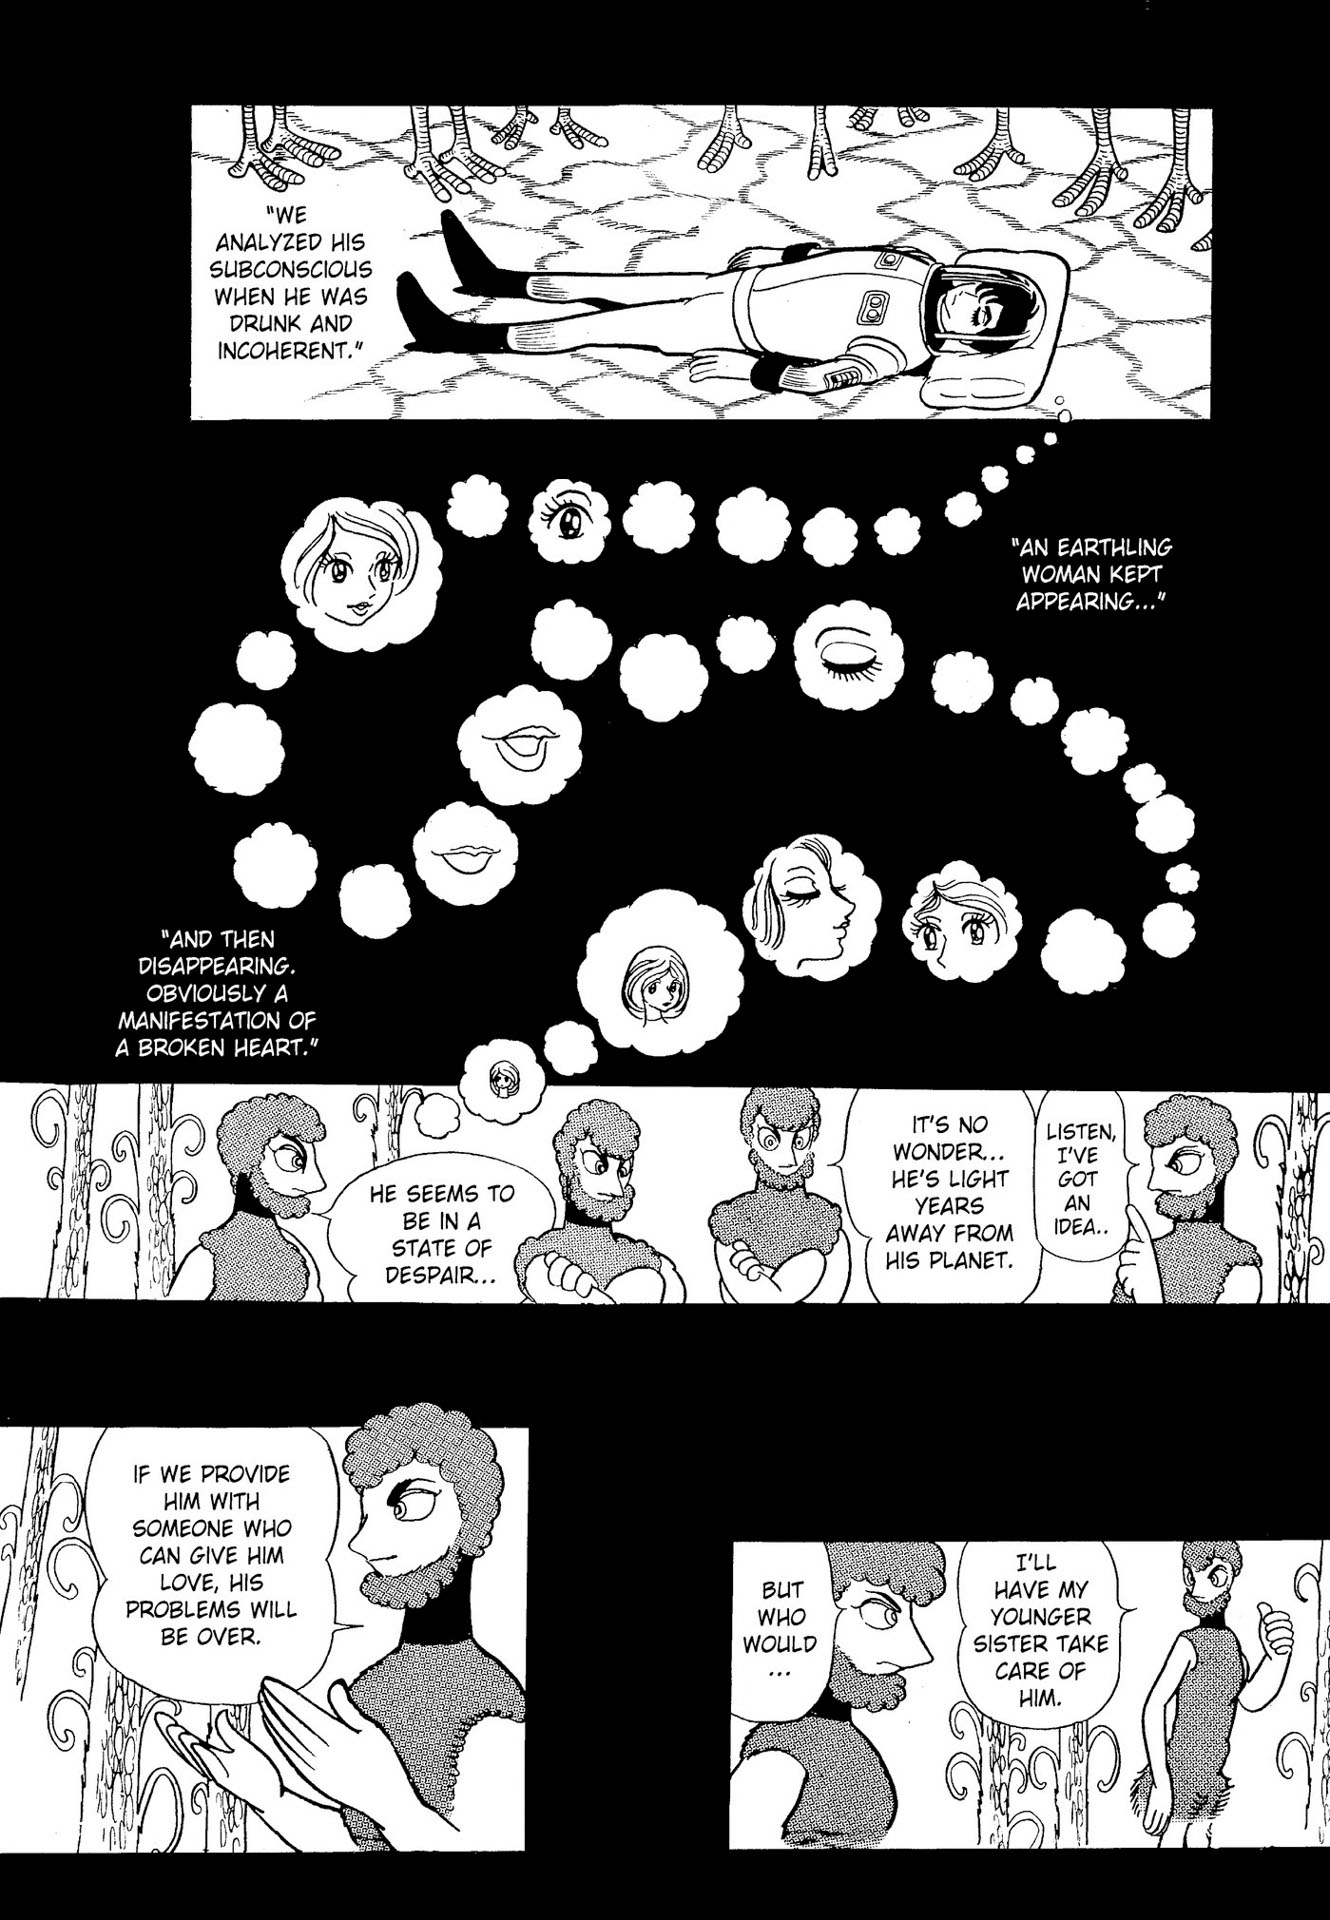 "WE
ANALYZED HIS
SUBCONSCIOUS
WHEN HE WAS
DRUNK AND
INCOHERENT."
"AN EARTHLING
WOMAN KEPT
APPEARING..."
"AND THEN
DISAPPEARING.
OBVIOUSLY A
MANIFESTATION OF
A BROKEN HEART."
HE SEEMS TO
BE IN A
STATE OF
DESPAIR...
IT'S NO
WONDER...
HE'S LIGHT
YEARS
AWAY FROM
HIS PLANET.
LISTEN,
I'VE
GOT
AN
IDEA..
IF WE PROVIDE
HIM WITH
SOMEONE WHO
CAN GIVE HIM
LOVE, HIS
PROBLEMS WILL
BE OVER.
BUT
WHO
WOULD
...
I'LL
HAVE MY
YOUNGER
SISTER TAKE
CARE OF
HIM.